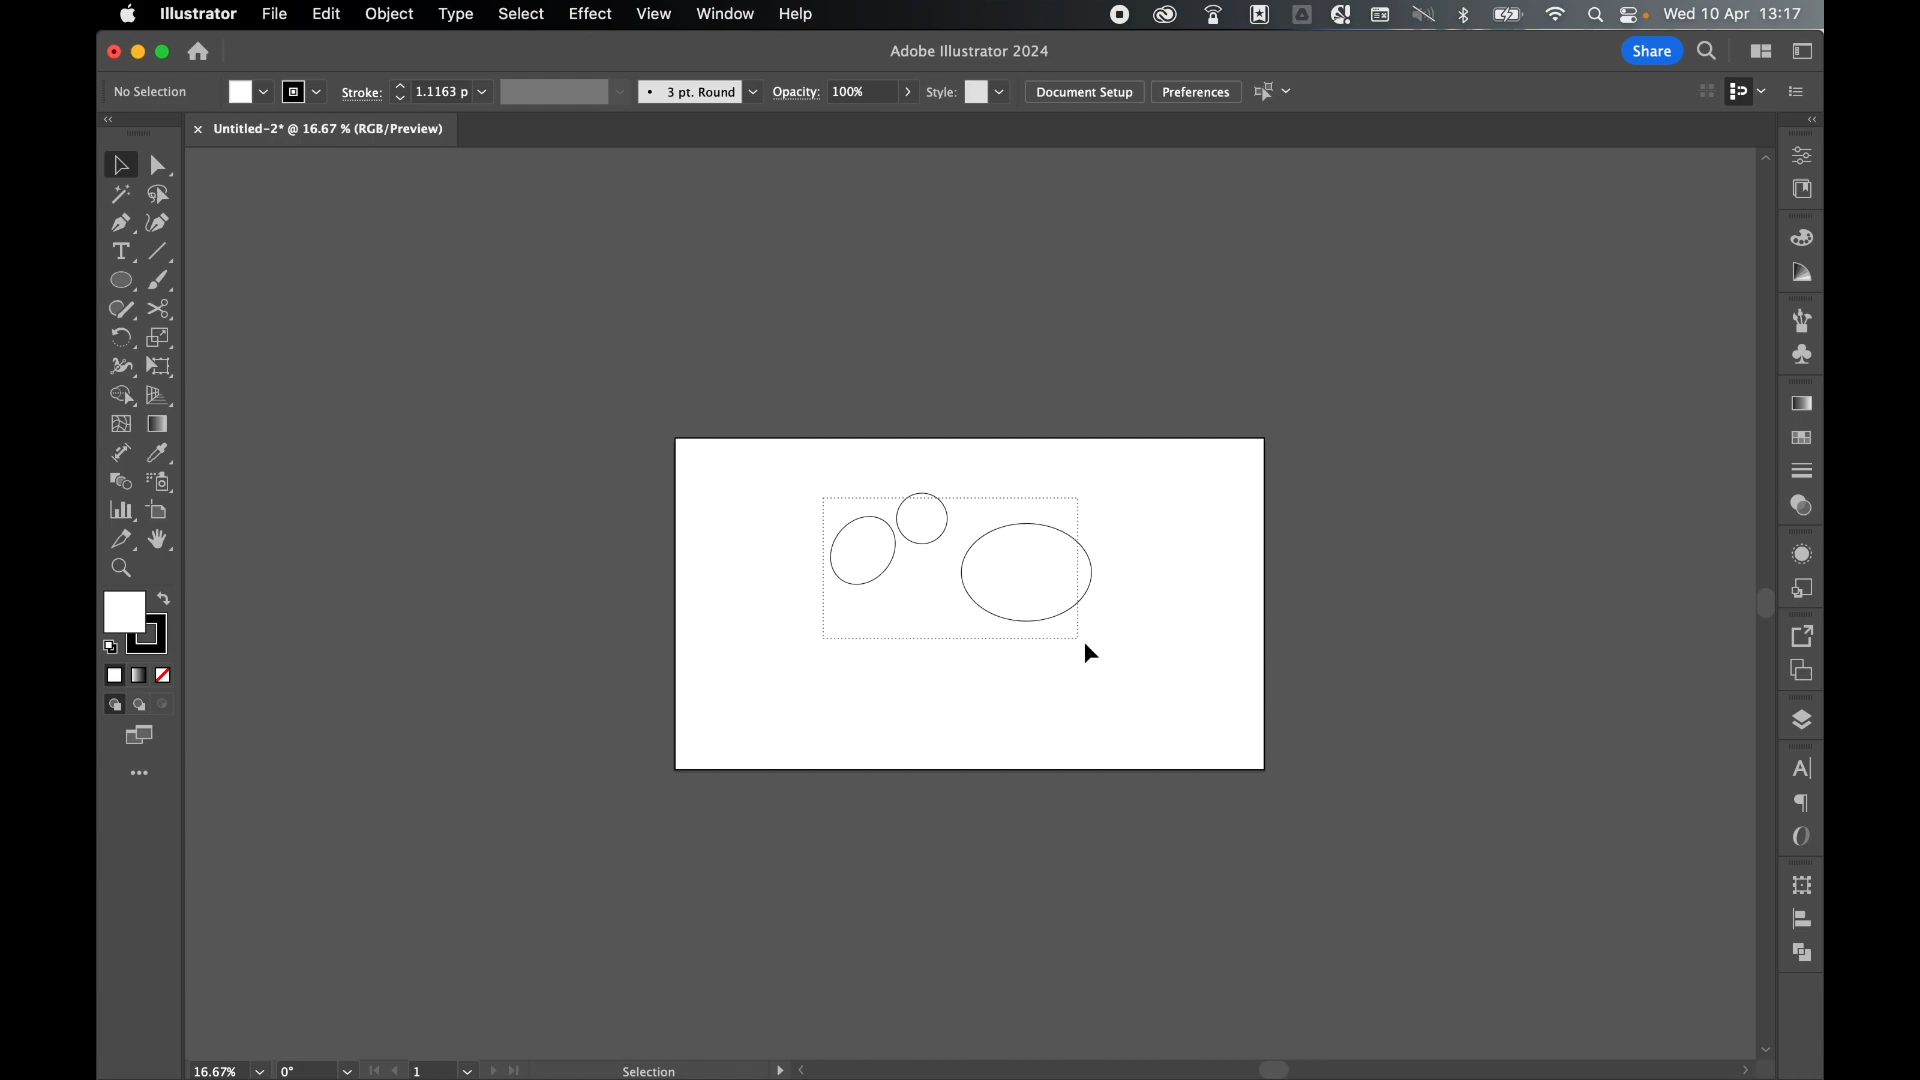 Illustrator File Edit Object Type Select Effect View Window Help Wed 10 Apr 13:17
Adobe Illustrator 2024 Share
No Selection Stroke: 1.1163 p 3 pt. Round Opacity: 100% Style: Document Setup Preferences
Untitled-2* @ 16.67 % (RGB/Preview)
16.67% 0° 1 Selection